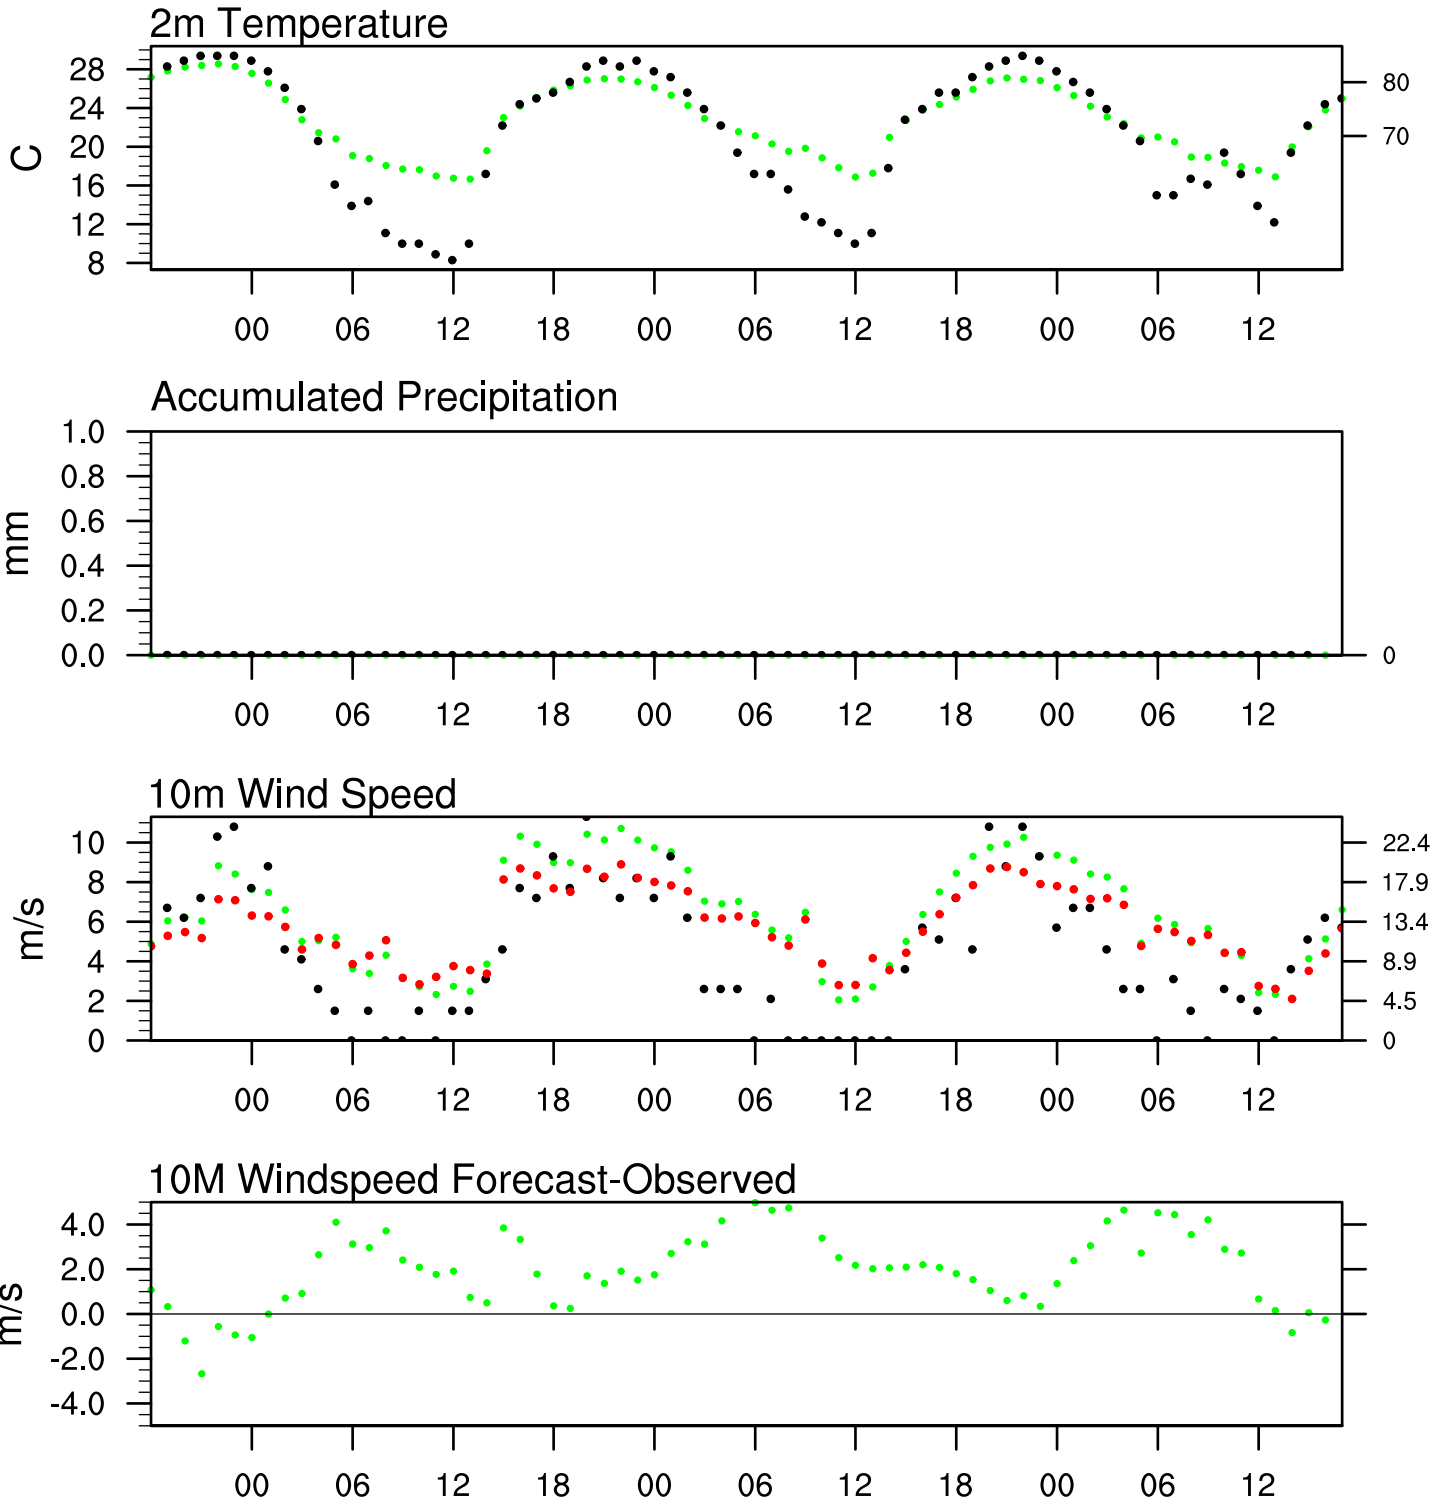 2m Temperature
28
24
20
16
12
8
C
80
70
00 06 12 18 00 06 12 18 00 06 12
Accumulated Precipitation
1.0
0.8
0.6
0.4
0.2
0.0
mm
0
00 06 12 18 00 06 12 18 00 06 12
10m Wind Speed
10
8
6
4
2
0
m/s
22.4
17.9
13.4
8.9
4.5
0
00 06 12 18 00 06 12 18 00 06 12
10M Windspeed Forecast-Observed
4.0
2.0
0.0
-2.0
-4.0
m/s
00 06 12 18 00 06 12 18 00 06 12